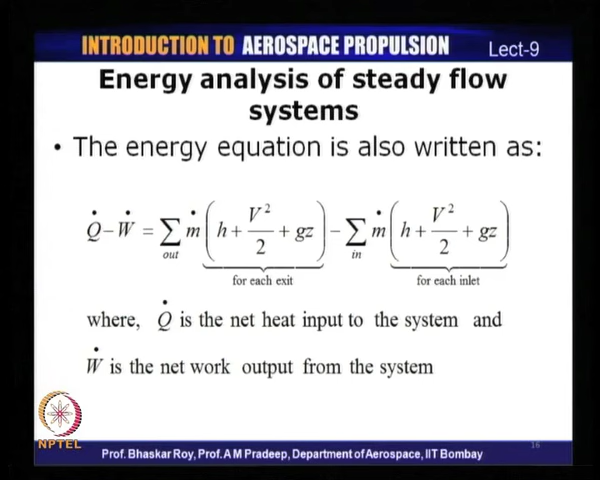 INTRODUCTION TO AEROSPACE PROPULSION Lect-9
Energy analysis of steady flow
systems
• The energy equation is also written as:
Q̇ − Ẇ = ∑ out ṁ ( h + V²/2 + gz ) − ∑ in ṁ ( h + V²/2 + gz )
for each exit for each inlet
where, Q̇ is the net heat input to the system and
Ẇ is the net work output from the system
NPTEL
16
Prof. Bhaskar Roy, Prof. A M Pradeep, Department of Aerospace, IIT Bombay